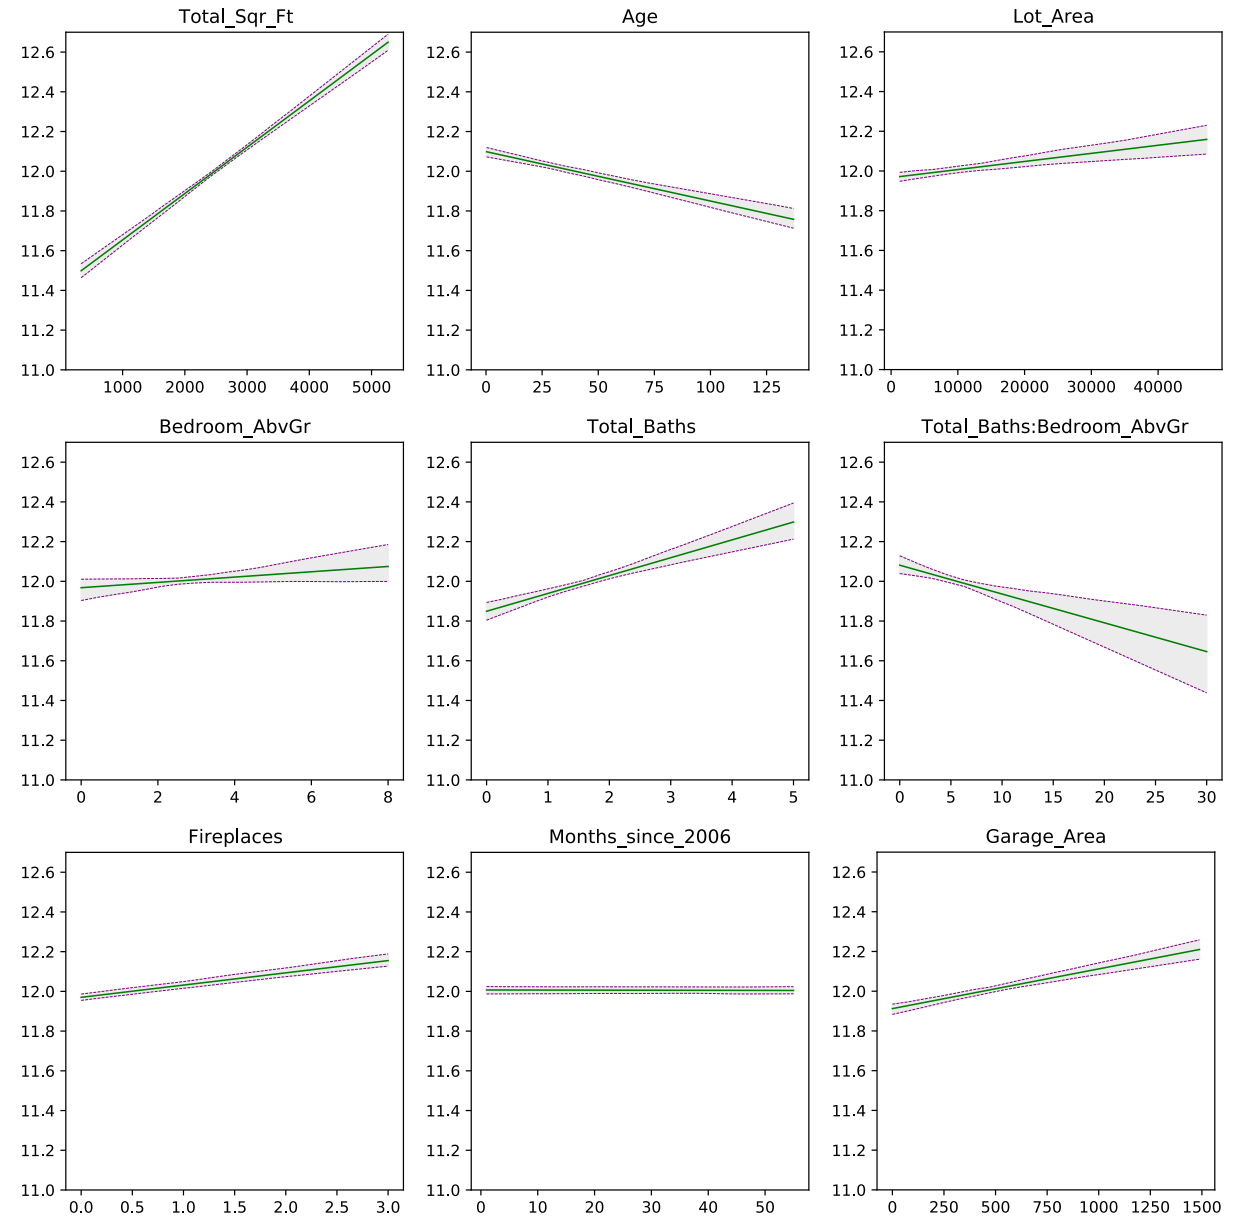 Total_Sqr_Ft Age Lot_Area
12.6 12.6 12.6
12.4 12.4 12.4
12.2 12.2 12.2
12.0 12.0 12.0
11.8 11.8 11.8
11.6 11.6 11.6
11.4 11.4 11.4
11.2 11.2 11.2
11.0 11.0 11.0
1000 2000 3000 4000 5000 0 25 50 75 100 125 0 10000 20000 30000 40000
Bedroom_AbvGr Total_Baths Total_Baths:Bedroom_AbvGr
12.6 12.6 12.6
12.4 12.4 12.4
12.2 12.2 12.2
12.0 12.0 12.0
11.8 11.8 11.8
11.6 11.6 11.6
11.4 11.4 11.4
11.2 11.2 11.2
11.0 11.0 11.0
0 2 4 6 8 0 1 2 3 4 5 0 5 10 15 20 25 30
Fireplaces Months_since_2006 Garage_Area
12.6 12.6 12.6
12.4 12.4 12.4
12.2 12.2 12.2
12.0 12.0 12.0
11.8 11.8 11.8
11.6 11.6 11.6
11.4 11.4 11.4
11.2 11.2 11.2
11.0 11.0 11.0
0.0 0.5 1.0 1.5 2.0 2.5 3.0 0 10 20 30 40 50 0 250 500 750 1000 1250 1500